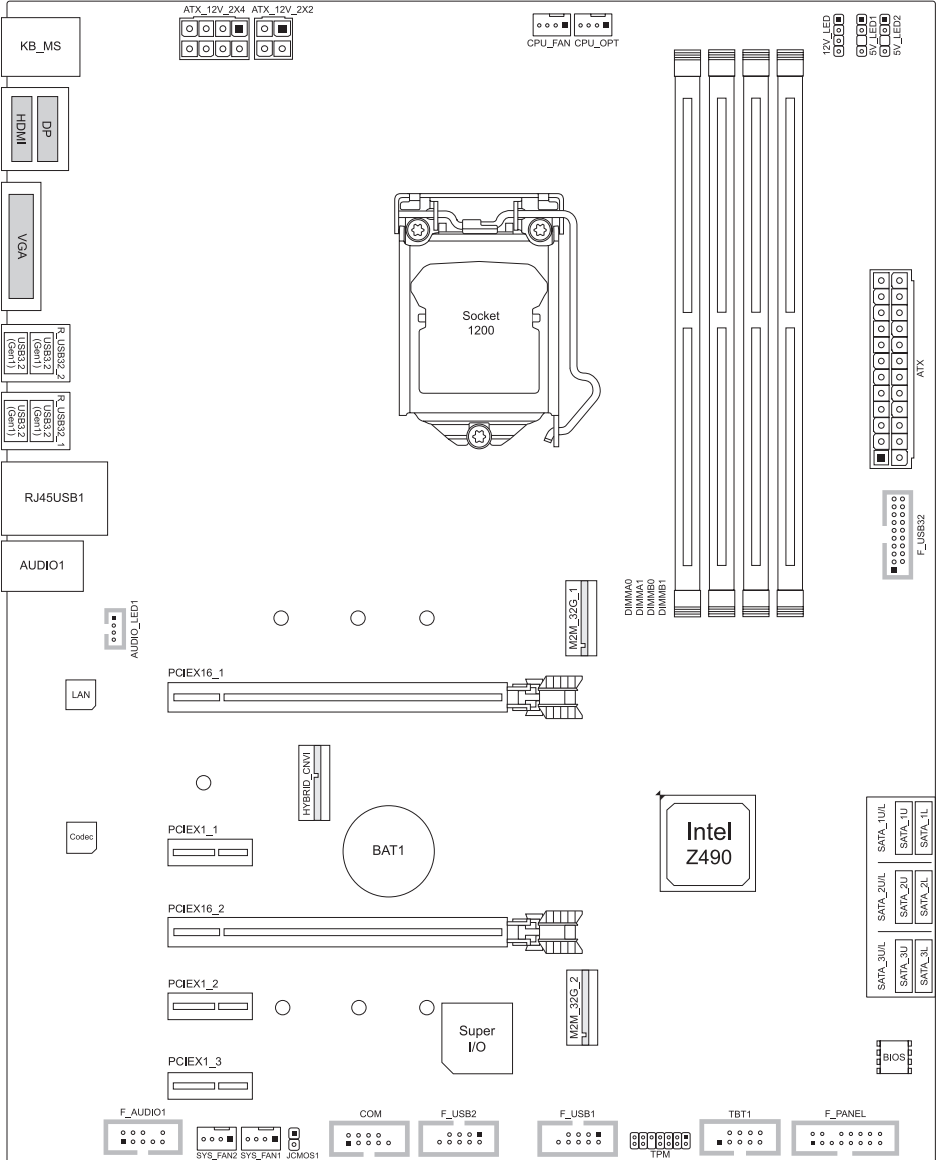 ATX_12V_2X4
ATX_12V_2X2
CPU_FAN
CPU_OPT
12V_LED
5V_LED1
5V_LED2
KB_MS
HDMI
DP
VGA
Socket
1200
R_USB32_2
USB3.2
(Gen1)
USB3.2
(Gen1)
R_USB32_1
USB3.2
(Gen1)
USB3.2
(Gen1)
ATX
RJ45USB1
F_USB32
AUDIO1
AUDIO_LED1
M2M_32G_1
DIMMA0
DIMMA1
DIMMB0
DIMMB1
PCIEX16_1
LAN
HYBRID_CNVI
Codec
PCIEX1_1
BAT1
Intel
Z490
SATA_1U/L
SATA_1U
SATA_1L
SATA_2U/L
SATA_2U
SATA_2L
SATA_3U/L
SATA_3U
SATA_3L
PCIEX16_2
PCIEX1_2
M2M_32G_2
Super
I/O
BIOS
PCIEX1_3
F_AUDIO1
SYS_FAN2
SYS_FAN1
JCMOS1
COM
F_USB2
F_USB1
TPM
TBT1
F_PANEL